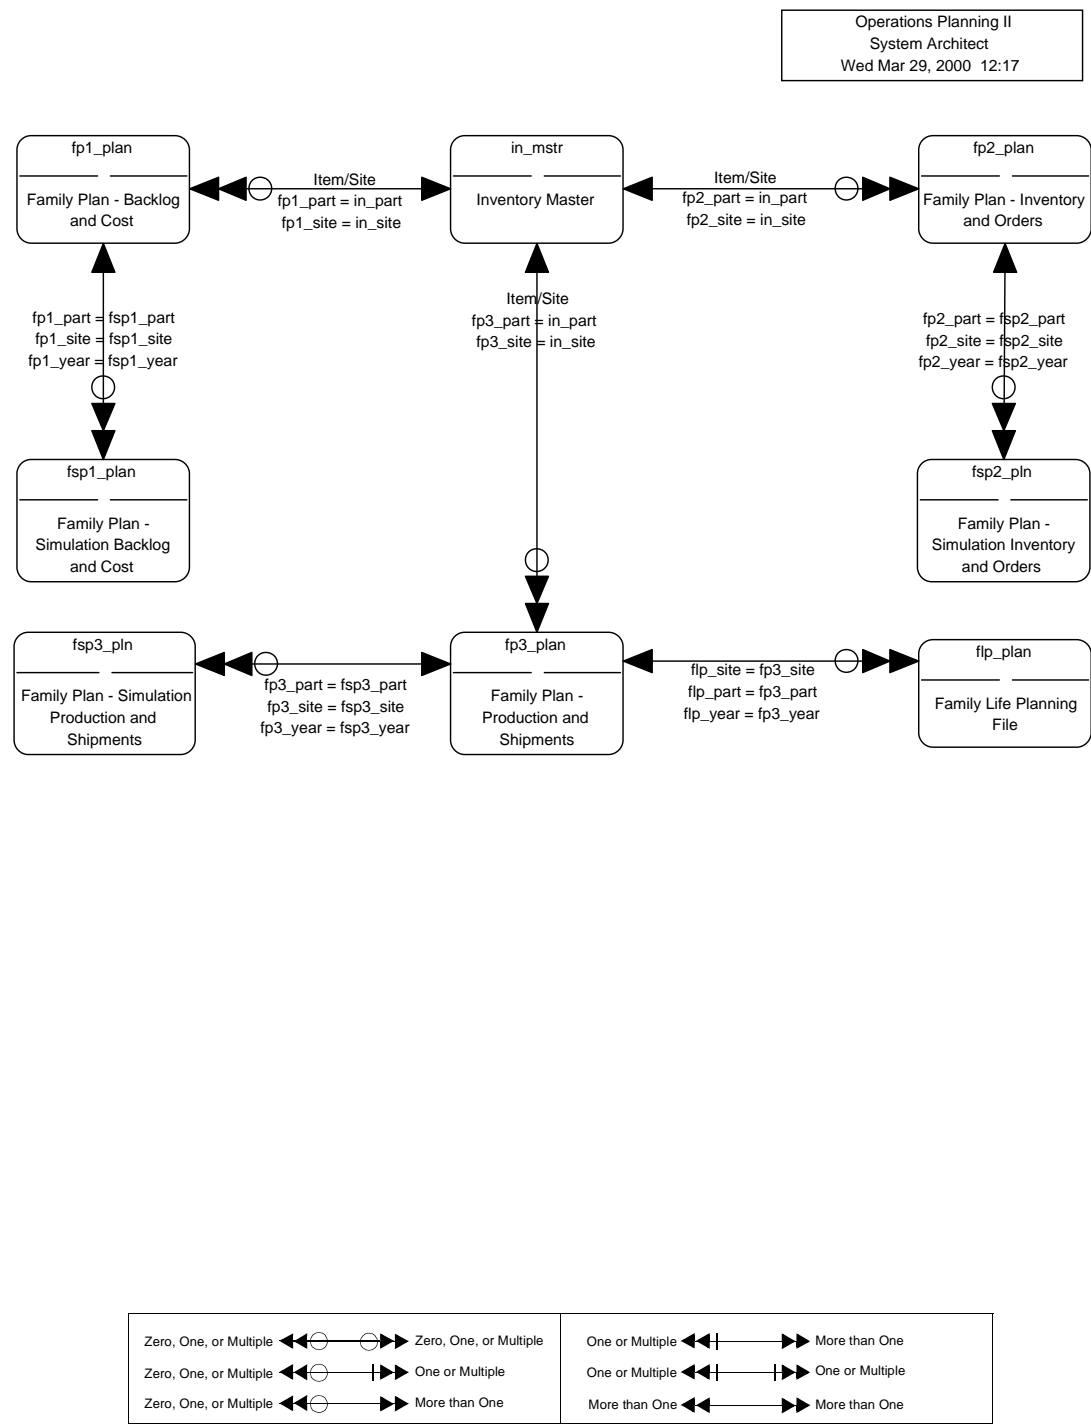 Operations Planning II
System Architect
Wed Mar 29, 2000 12:17
fp1_plan
Family Plan - Backlog
and Cost
Item/Site
fp1_part = in_part
fp1_site = in_site
in_mstr
Inventory Master
Item/Site
fp2_part = in_part
fp2_site = in_site
fp2_plan
Family Plan - Inventory
and Orders
fp1_part = fsp1_part
fp1_site = fsp1_site
fp1_year = fsp1_year
Item/Site
fp3_part = in_part
fp3_site = in_site
fp2_part = fsp2_part
fp2_site = fsp2_site
fp2_year = fsp2_year
fsp1_plan
Family Plan -
Simulation Backlog
and Cost
fsp2_pln
Family Plan -
Simulation Inventory
and Orders
fsp3_pln
Family Plan - Simulation
Production and
Shipments
fp3_part = fsp3_part
fp3_site = fsp3_site
fp3_year = fsp3_year
fp3_plan
Family Plan -
Production and
Shipments
flp_site = fp3_site
flp_part = fp3_part
flp_year = fp3_year
flp_plan
Family Life Planning
File
Zero, One, or Multiple Zero, One, or Multiple
Zero, One, or Multiple One or Multiple
Zero, One, or Multiple More than One
One or Multiple More than One
One or Multiple One or Multiple
More than One More than One